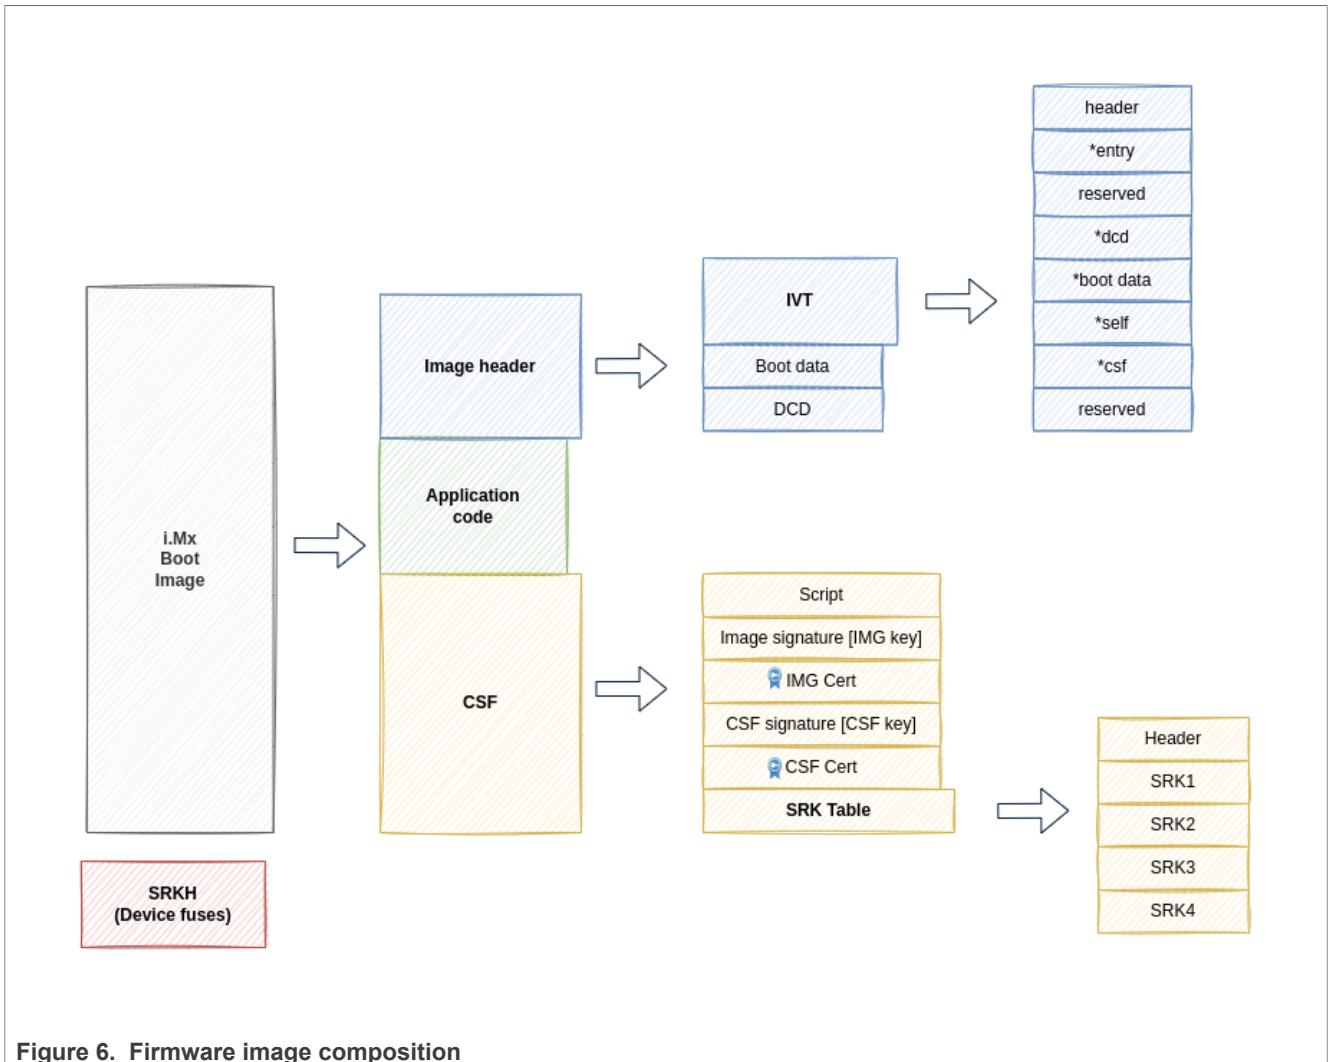 i.Mx
Boot
Image
SRKH
(Device fuses)
Image header
Application
code
CSF
IVT
Boot data
DCD
header
*entry
reserved
*dcd
*boot data
*self
*csf
reserved
Script
Image signature [IMG key]
IMG Cert
CSF signature [CSF key]
CSF Cert
SRK Table
Header
SRK1
SRK2
SRK3
SRK4
Figure 6. Firmware image composition